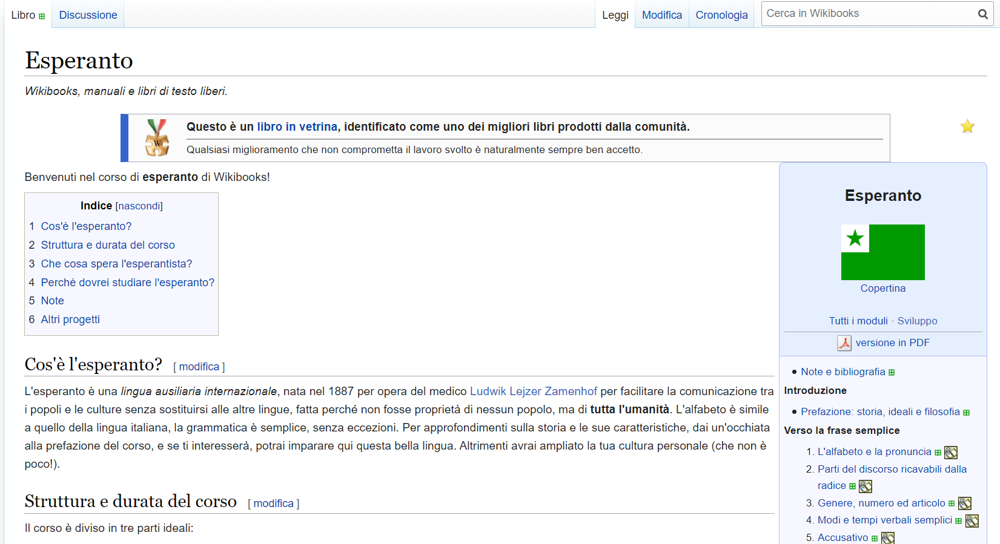 Libro
Discussione
Leggi
Modifica
Cronologia
Cerca in Wikibooks
Esperanto
Wikibooks, manuali e libri di testo liberi.
Questo è un libro in vetrina, identificato come uno dei migliori libri prodotti dalla comunità.
Qualsiasi miglioramento che non comprometta il lavoro svolto è naturalmente sempre ben accetto.
Benvenuti nel corso di esperanto di Wikibooks!
Indice [nascondi]
1 Cos'è l'esperanto?
2 Struttura e durata del corso
3 Che cosa spera l'esperantista?
4 Perché dovrei studiare l'esperanto?
5 Note
6 Altri progetti
Cos'è l'esperanto? [ modifica ]
L'esperanto è una lingua ausiliaria internazionale, nata nel 1887 per opera del medico Ludwik Lejzer Zamenhof per facilitare la comunicazione tra
i popoli e le culture senza sostituirsi alle altre lingue, fatta perché non fosse proprietà di nessun popolo, ma di tutta l'umanità. L'alfabeto è simile
a quello della lingua italiana, la grammatica è semplice, senza eccezioni. Per approfondimenti sulla storia e le sue caratteristiche, dai un'occhiata
alla prefazione del corso, e se ti interesserà, potrai imparare qui questa bella lingua. Altrimenti avrai ampliato la tua cultura personale (che non è
poco!).
Struttura e durata del corso [ modifica ]
Il corso è diviso in tre parti ideali:
Esperanto
Copertina
Tutti i moduli · Sviluppo
versione in PDF
• Note e bibliografia
Introduzione
• Prefazione: storia, ideali e filosofia
Verso la frase semplice
1. L'alfabeto e la pronuncia
2. Parti del discorso ricavabili dalla
radice
3. Genere, numero ed articolo
4. Modi e tempi verbali semplici
5. Accusativo
W